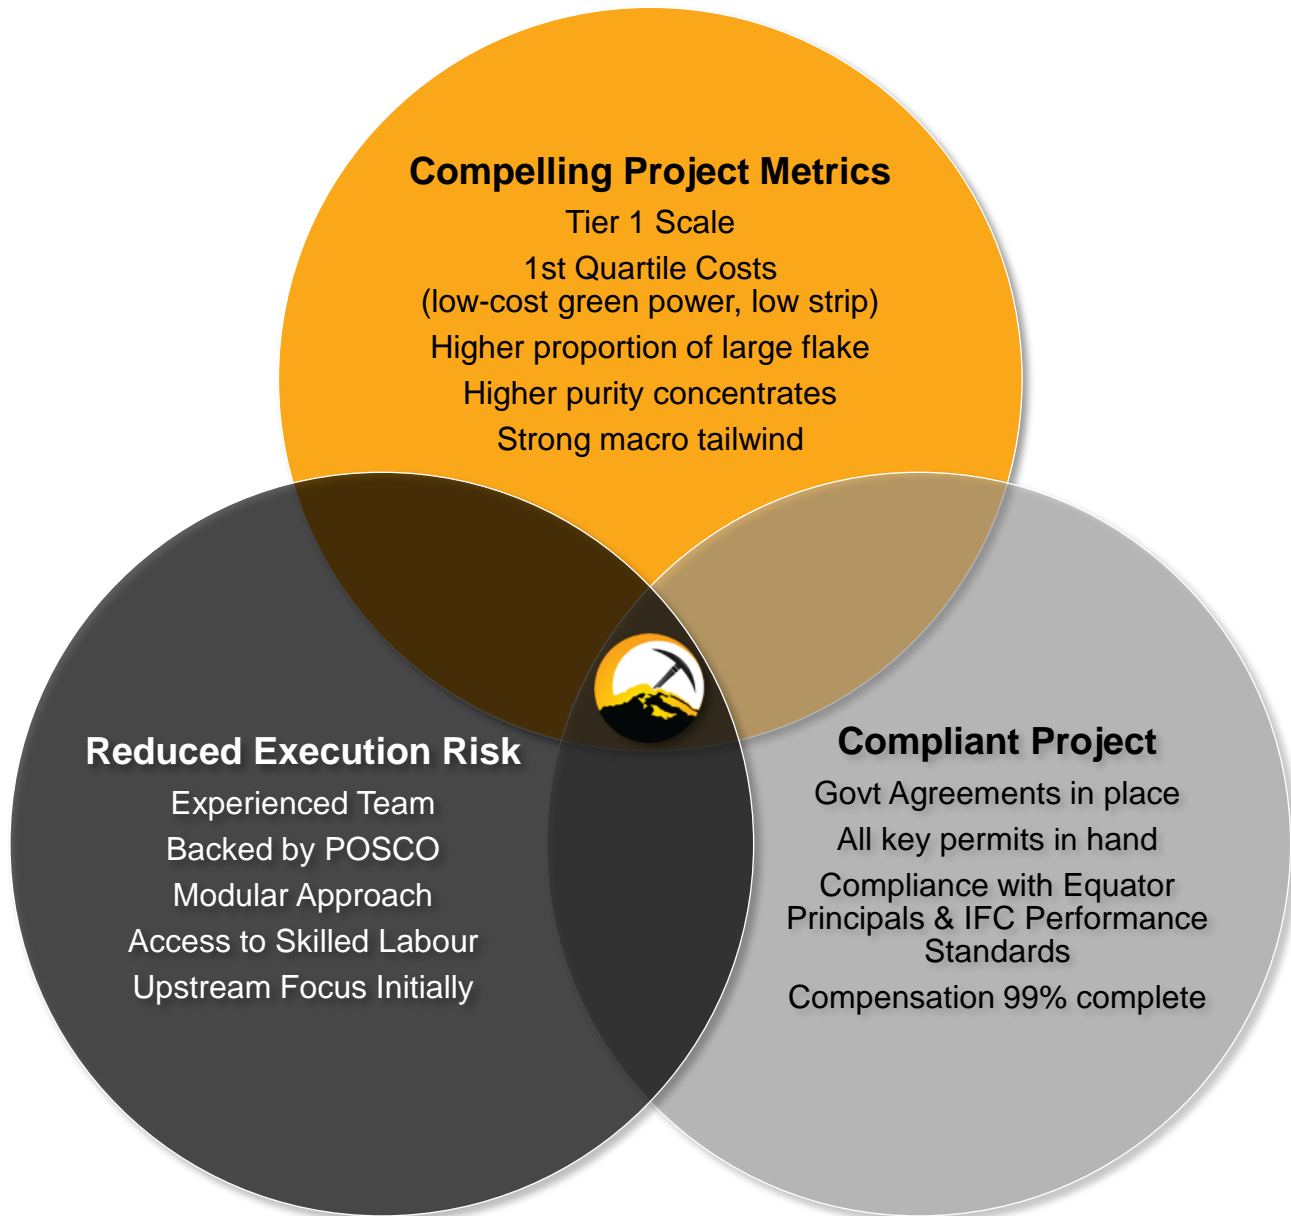 Compelling Project Metrics
Tier 1 Scale
1st Quartile Costs
(low-cost green power, low strip)
Higher proportion of large flake
Higher purity concentrates
Strong macro tailwind
Reduced Execution Risk
Experienced Team
Backed by POSCO
Modular Approach
Access to Skilled Labour
Upstream Focus Initially
Compliant Project
Govt Agreements in place
All key permits in hand
Compliance with Equator
Principals & IFC Performance
Standards
Compensation 99% complete